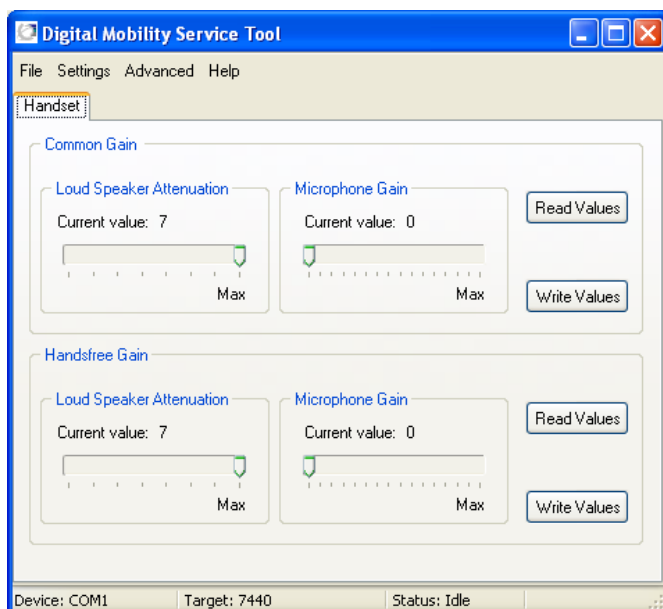 Digital Mobility Service Tool
File Settings Advanced Help
Handset
Common Gain
Loud Speaker Attenuation
Current value: 7
Max
Microphone Gain
Current value: 0
Max
Read Values
Write Values
Handsfree Gain
Loud Speaker Attenuation
Current value: 7
Max
Microphone Gain
Current value: 0
Max
Read Values
Write Values
Device: COM1 Target: 7440 Status: Idle